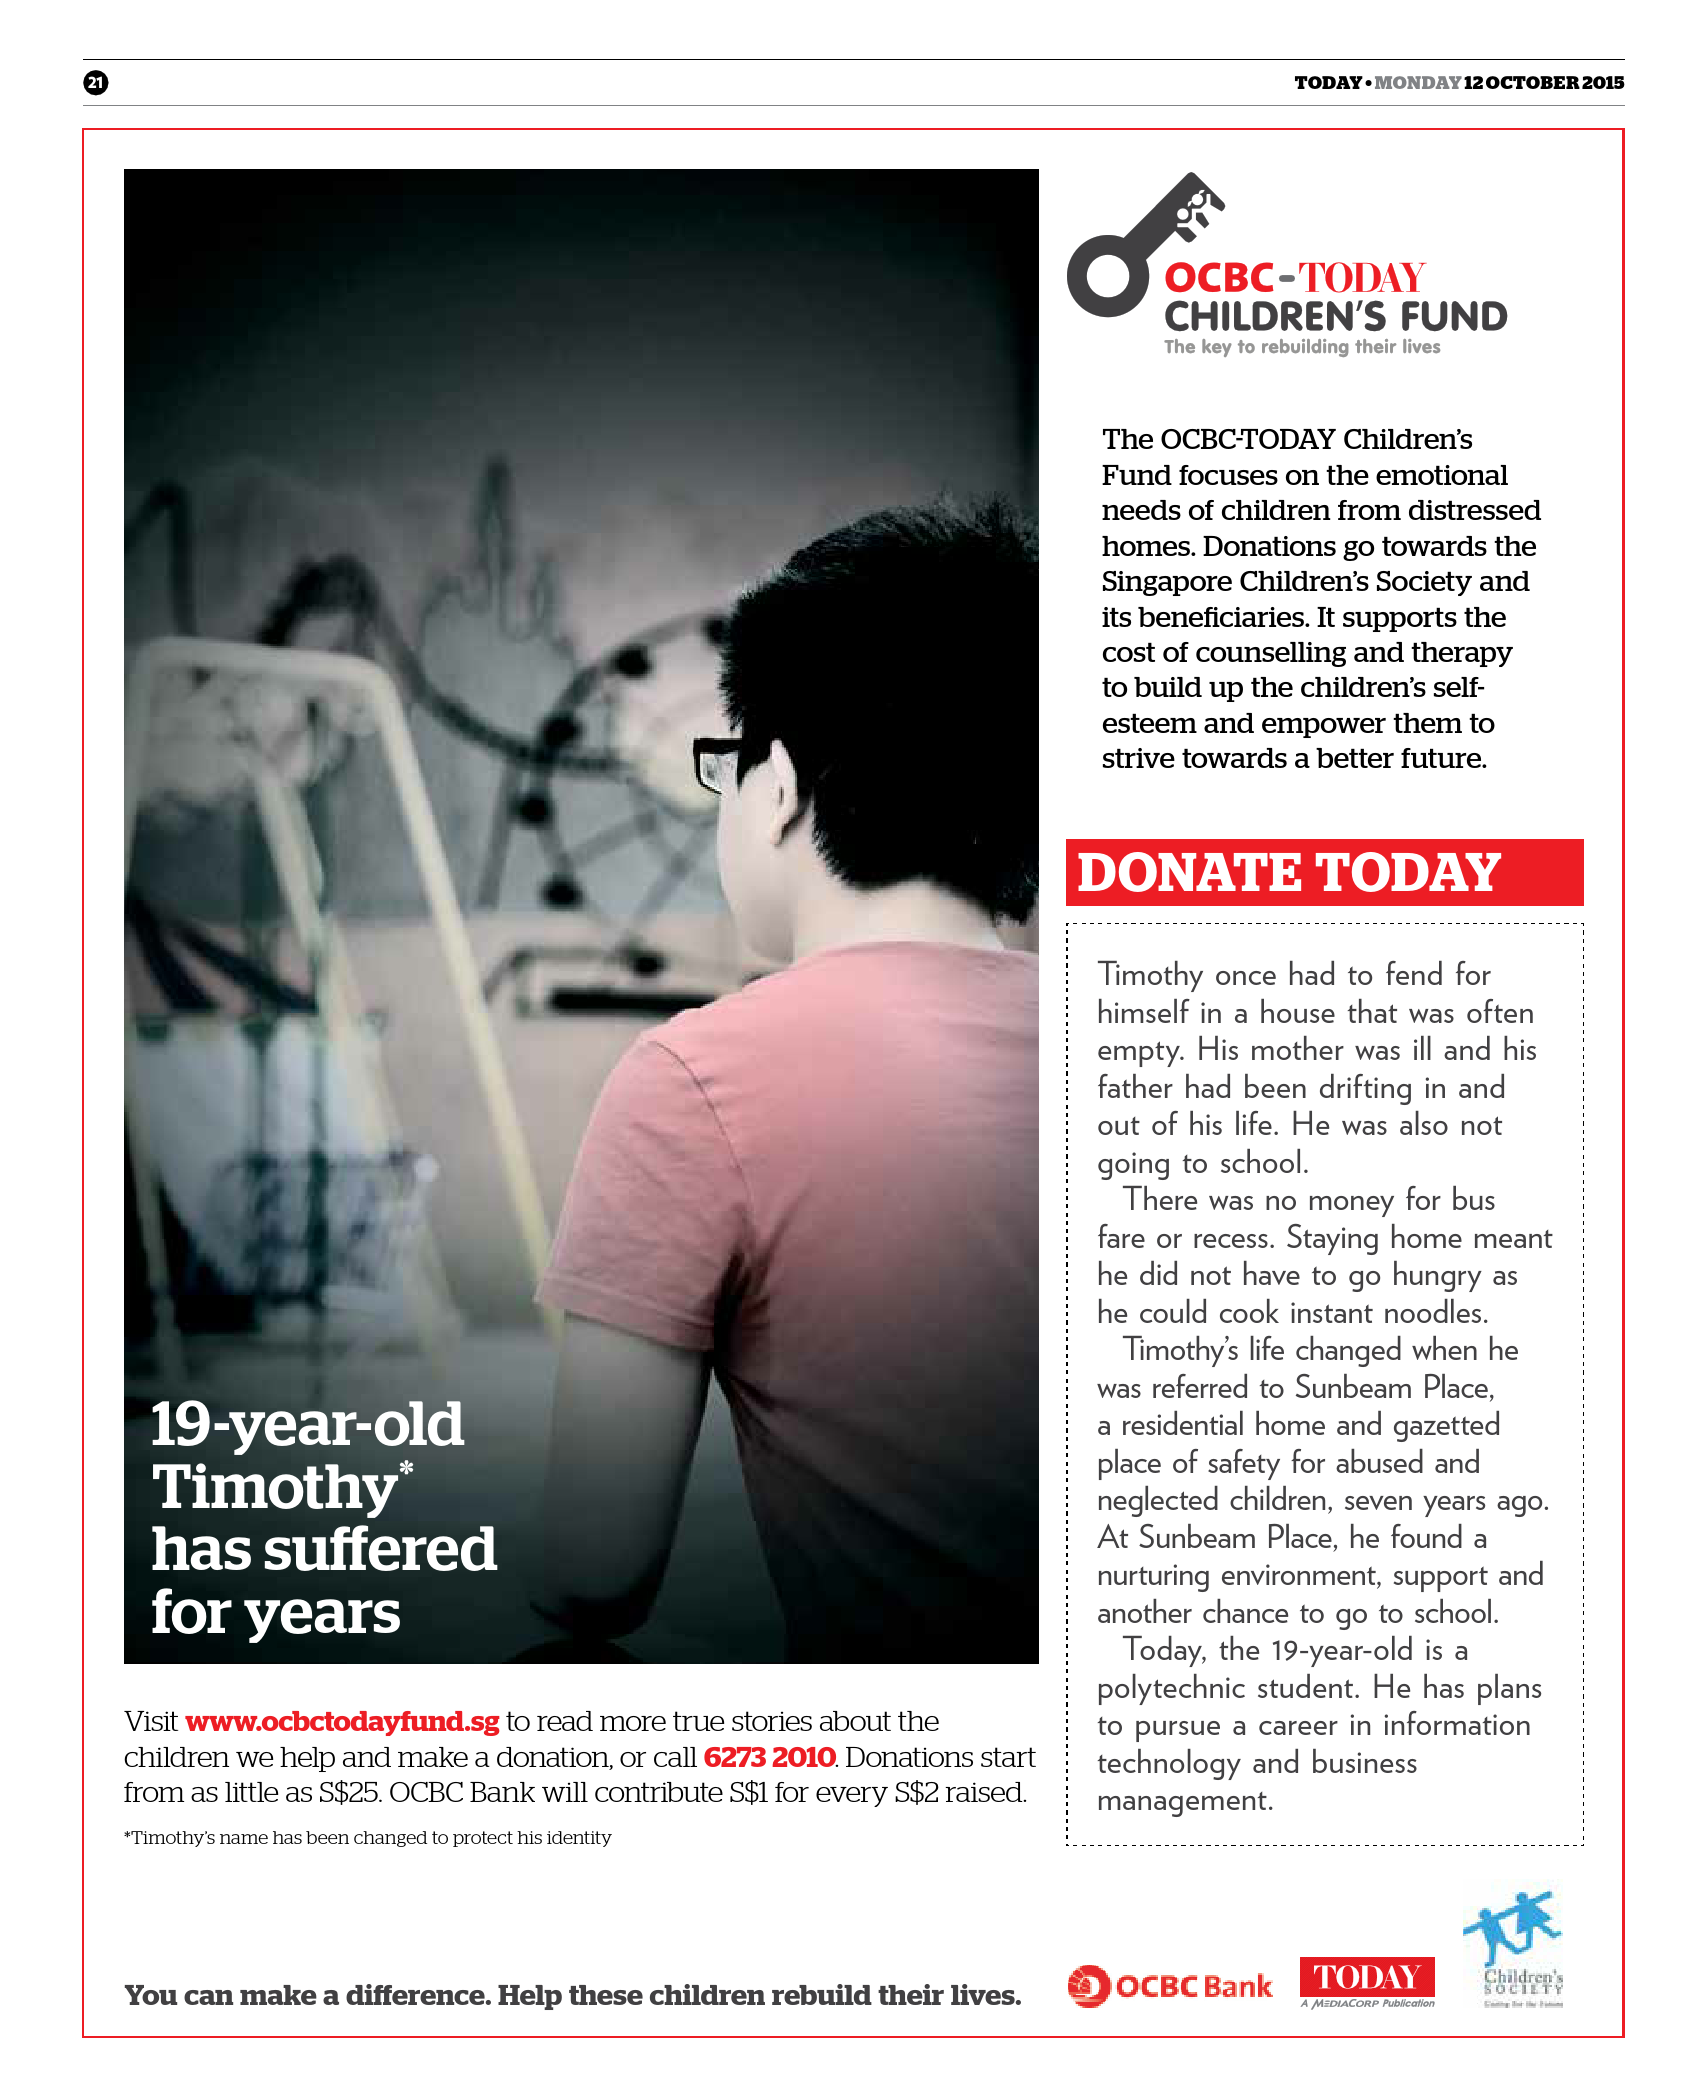 21
TODAY • MONDAY 12 OCTOBER 2015
OCBC-TODAY
CHILDREN'S FUND
The key to rebuilding their lives
The OCBC-TODAY Children's
Fund focuses on the emotional
needs of children from distressed
homes. Donations go towards the
Singapore Children's Society and
its beneficiaries. It supports the
cost of counselling and therapy
to build up the children's self-
esteem and empower them to
strive towards a better future.
DONATE TODAY
Timothy once had to fend for
himself in a house that was often
empty. His mother was ill and his
father had been drifting in and
out of his life. He was also not
going to school.
There was no money for bus
fare or recess. Staying home meant
he did not have to go hungry as
he could cook instant noodles.
Timothy's life changed when he
was referred to Sunbeam Place,
a residential home and gazetted
place of safety for abused and
neglected children, seven years ago.
At Sunbeam Place, he found a
nurturing environment, support and
another chance to go to school.
Today, the 19-year-old is a
polytechnic student. He has plans
to pursue a career in information
technology and business
management.
19-year-old
Timothy*
has suffered
for years
Visit www.ocbctodayfund.sg to read more true stories about the
children we help and make a donation, or call 6273 2010. Donations start
from as little as S$25. OCBC Bank will contribute S$1 for every S$2 raised.
*Timothy's name has been changed to protect his identity
You can make a difference. Help these children rebuild their lives.
OCBC Bank
TODAY
A MEDIACORP Publication
Children's
SOCIETY